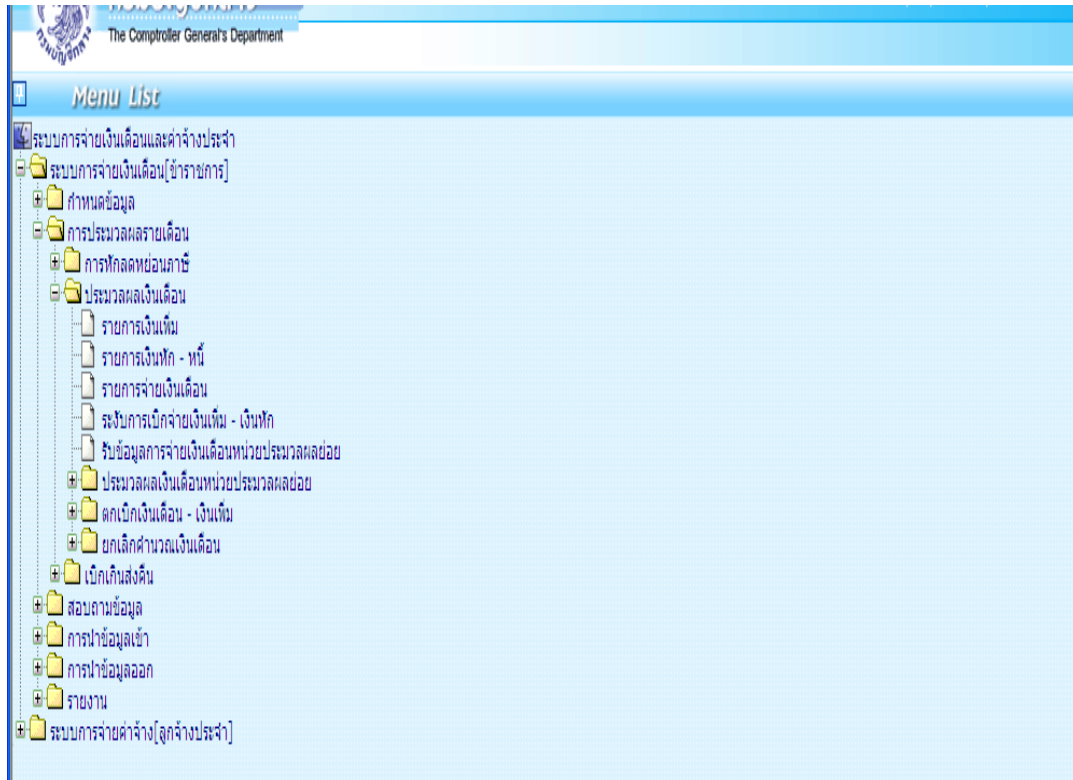 The Comptroller General's Department
Menu List
ระบบการจ่ายเงินเดือนและค่าจ้างประจำ
ระบบการจ่ายเงินเดือน[ข้าราชการ]
กำหนดข้อมูล
การประมวลผลรายเดือน
การหักลดหย่อนภาษี
ประมวลผลเงินเดือน
รายการเงินเพิ่ม
รายการเงินหัก - หนี้
รายการจ่ายเงินเดือน
ระงับการเบิกจ่ายเงินเพิ่ม - เงินหัก
รับข้อมูลการจ่ายเงินเดือนหน่วยประมวลผลย่อย
ประมวลผลเงินเดือนหน่วยประมวลผลย่อย
ตกเบิกเงินเดือน - เงินเพิ่ม
ยกเลิกคำนวณเงินเดือน
เบิกเกินส่งคืน
สอบถามข้อมูล
การนำข้อมูลเข้า
การนำข้อมูลออก
รายงาน
ระบบการจ่ายค่าจ้าง[ลูกจ้างประจำ]